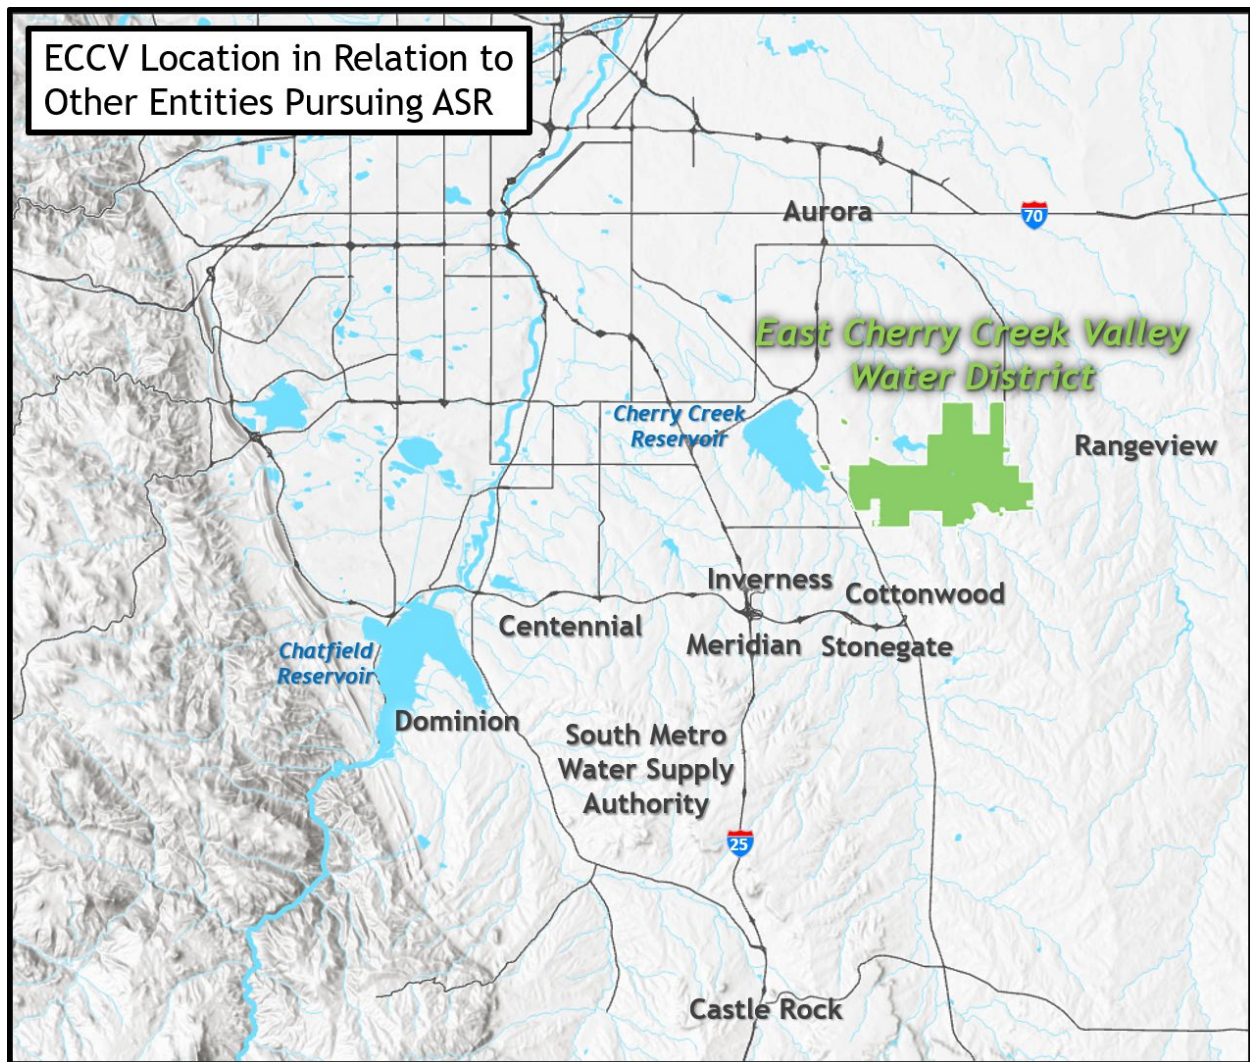 ECCV Location in Relation to
Other Entities Pursuing ASR
Aurora
70
East Cherry Creek Valley
Water District
Cherry Creek
Reservoir
Rangeview
Inverness
Cottonwood
Centennial
Meridian
Stonegate
Chatfield
Reservoir
Dominion
South Metro
Water Supply
Authority
25
Castle Rock